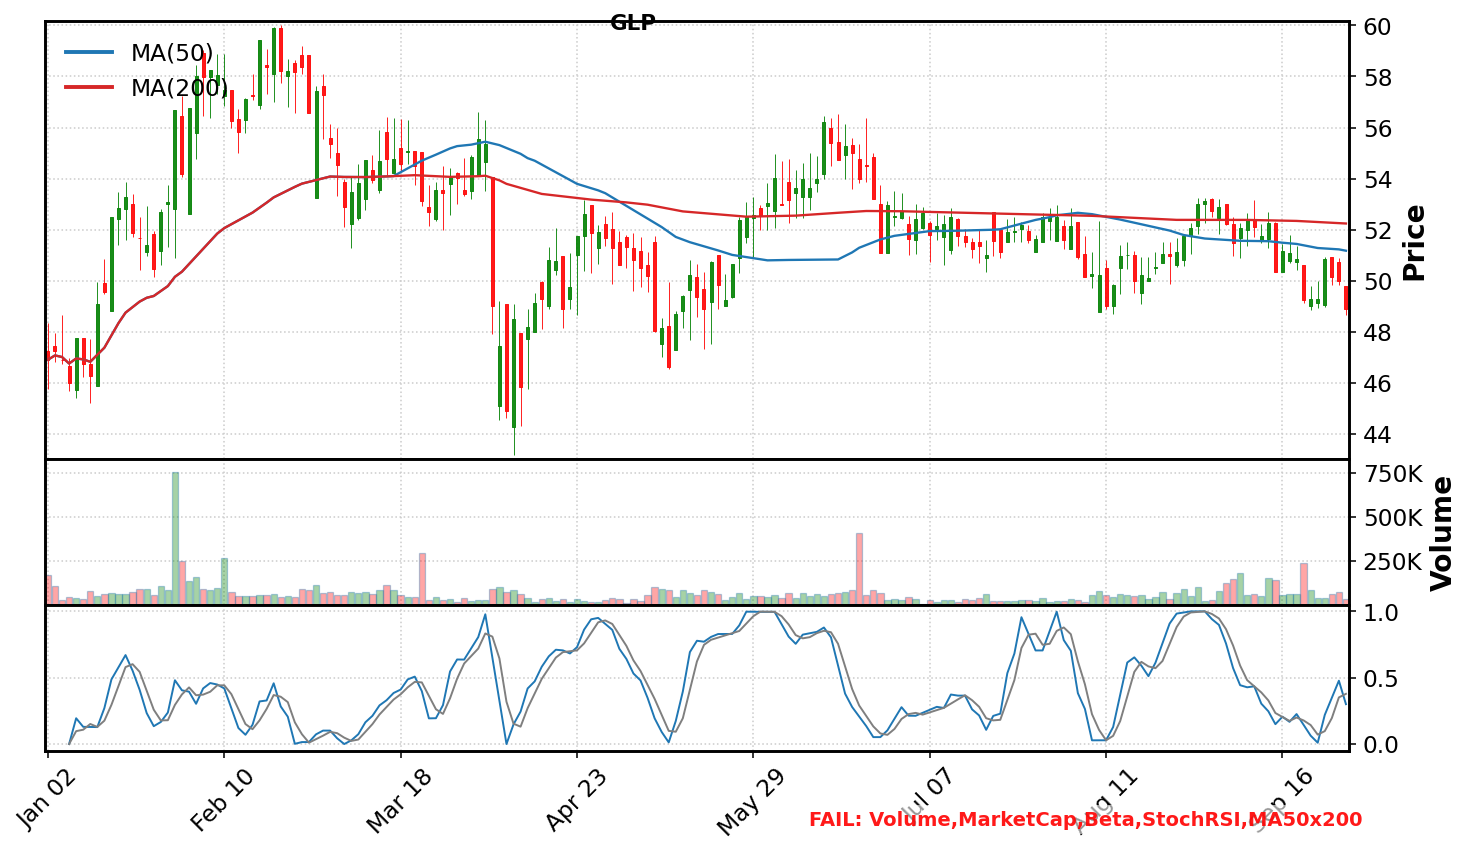 GLP
MA(50)
MA(200)
60
58
56
54
52
50
48
46
44
Price
750K
500K
250K
Volume
1.0
0.5
0.0
Jan 02
Feb 10
Mar 18
Apr 23
May 29
Jul 07
Aug 11
Sep 16
FAIL: Volume,MarketCap,Beta,StochRSI,MA50x200